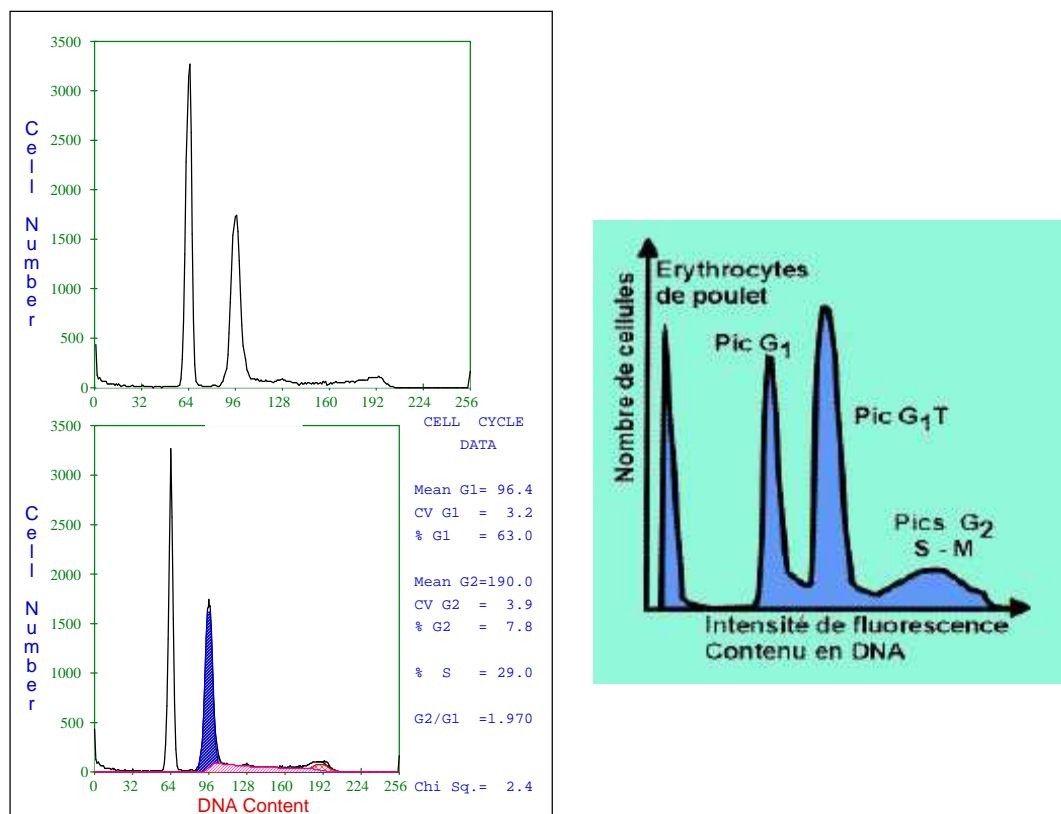 3500
3000
2500
2000
1500
1000
500
0
Cell Number
0 32 64 96 128 160 192 224 256
3500
3000
2500
2000
1500
1000
500
0
Cell Number
0 32 64 96 128 160 192 224 256
DNA Content
CELL CYCLE
DATA
Mean G1= 96.4
CV G1 = 3.2
% G1 = 63.0
Mean G2=190.0
CV G2 = 3.9
% G2 = 7.8
% S = 29.0
G2/G1 =1.970
Chi Sq.= 2.4
Nombre de cellules
Erythrocytes
de poulet
Pic G1
Pic G1T
Pics G2
S - M
Intensité de fluorescence
Contenu en DNA